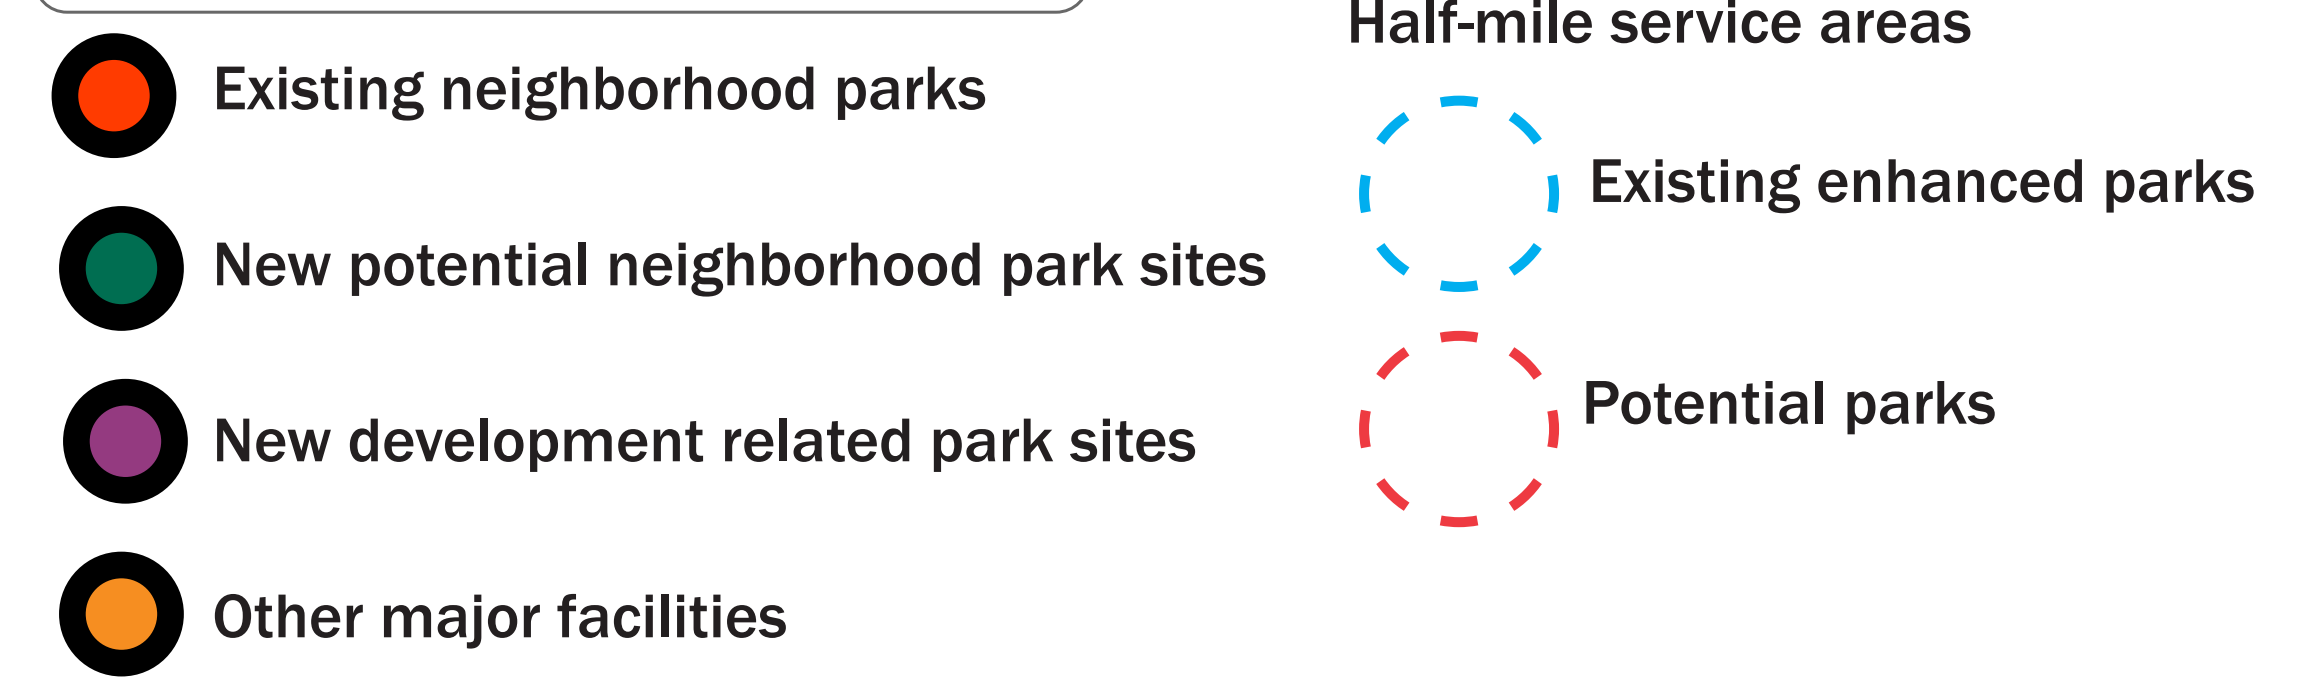 Existing neighborhood parks
New potential neighborhood park sites
New development related park sites
Other major facilities
Half-mile service areas
Existing enhanced parks
Potential parks